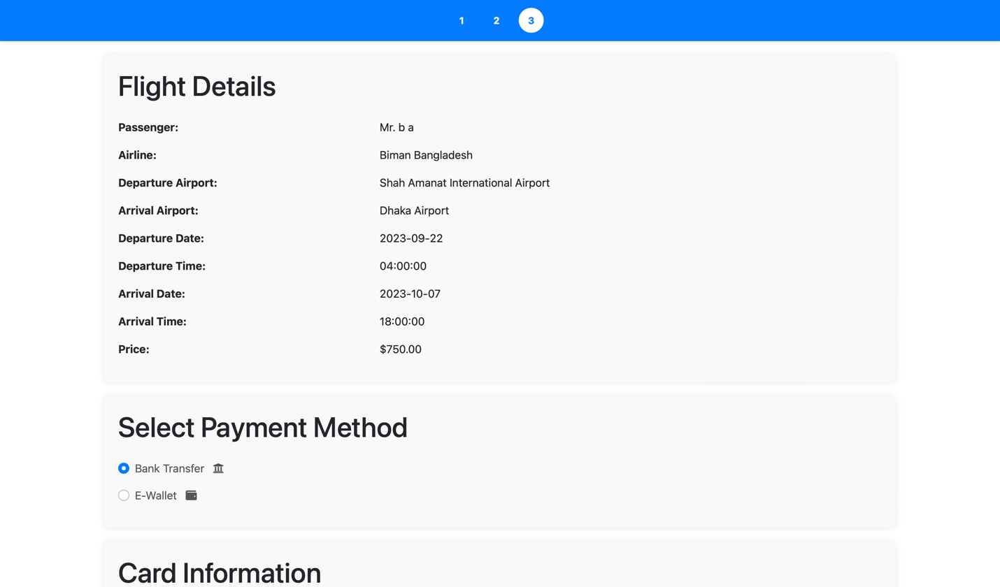 1 2 3
Flight Details
Passenger: Mr. b a
Airline: Biman Bangladesh
Departure Airport: Shah Amanat International Airport
Arrival Airport: Dhaka Airport
Departure Date: 2023-09-22
Departure Time: 04:00:00
Arrival Date: 2023-10-07
Arrival Time: 18:00:00
Price: $750.00
Select Payment Method
Bank Transfer
E-Wallet
Card Information